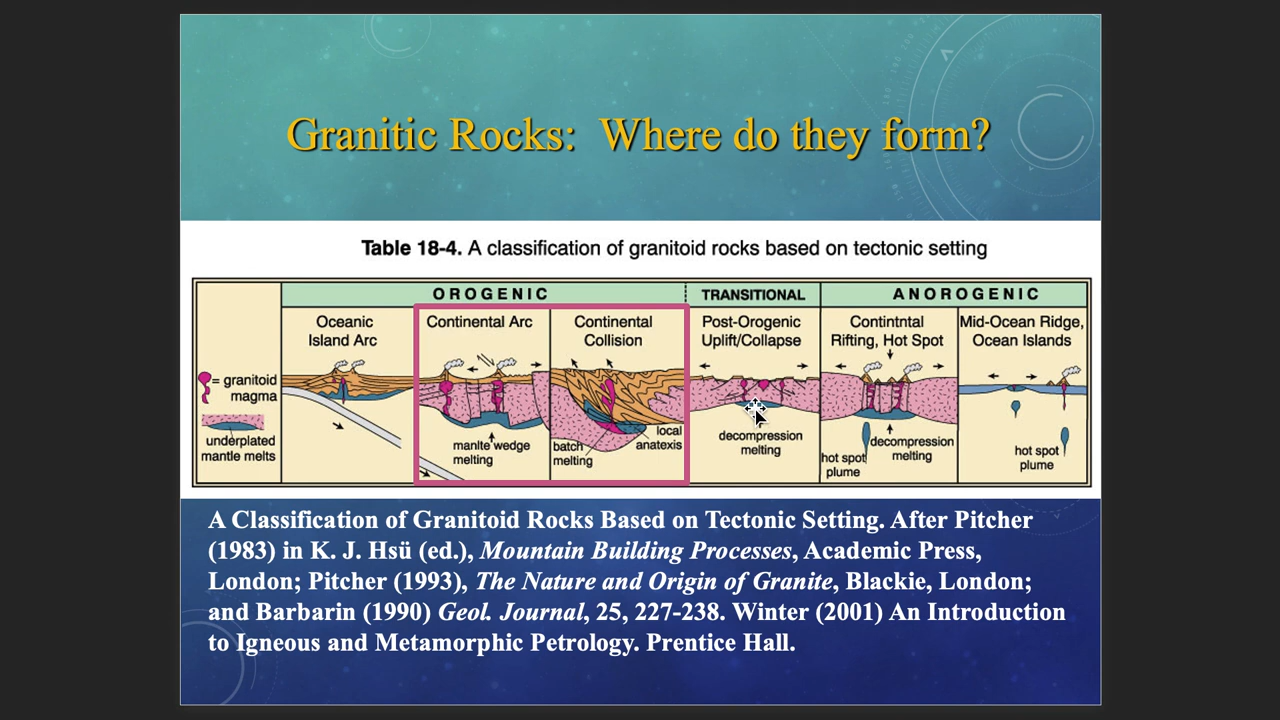 Granitic Rocks: Where do they form?
Table 18-4. A classification of granitoid rocks based on tectonic setting
OROGENIC
TRANSITIONAL
ANOROGENIC
Oceanic
Island Arc
Continental Arc
Continental
Collision
Post-Orogenic
Uplift/Collapse
Contintntal
Rifting, Hot Spot
Mid-Ocean Ridge,
Ocean Islands
= granitoid
magma
underplated
mantle melts
manlte wedge
melting
batch
melting
local
anatexis
decompression
melting
hot spot
plume
decompression
melting
hot spot
plume
A Classification of Granitoid Rocks Based on Tectonic Setting. After Pitcher
(1983) in K. J. Hsü (ed.), Mountain Building Processes, Academic Press,
London; Pitcher (1993), The Nature and Origin of Granite, Blackie, London;
and Barbarin (1990) Geol. Journal, 25, 227-238. Winter (2001) An Introduction
to Igneous and Metamorphic Petrology. Prentice Hall.